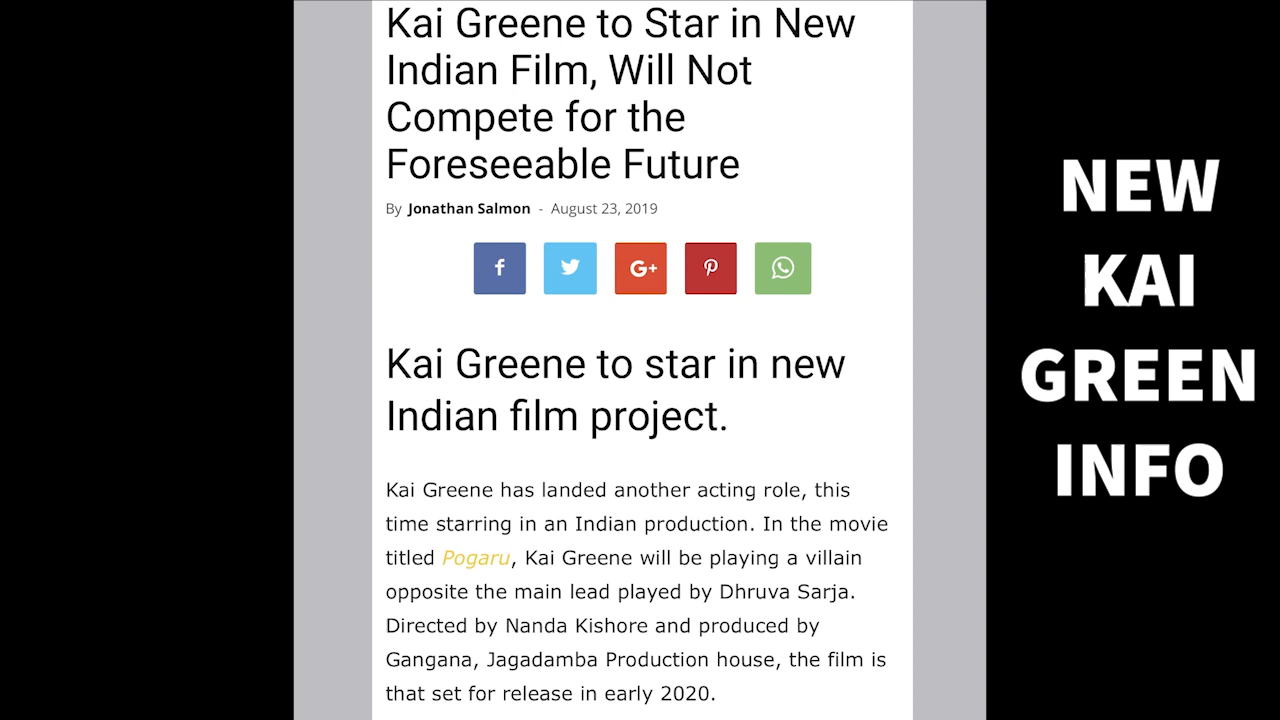 Kai Greene to Star in New
Indian Film, Will Not
Compete for the
Foreseeable Future
By Jonathan Salmon - August 23, 2019
Kai Greene to star in new
Indian film project.
Kai Greene has landed another acting role, this
time starring in an Indian production. In the movie
titled Pogaru, Kai Greene will be playing a villain
opposite the main lead played by Dhruva Sarja.
Directed by Nanda Kishore and produced by
Gangana, Jagadamba Production house, the film is
that set for release in early 2020.
NEW
KAI
GREEN
INFO